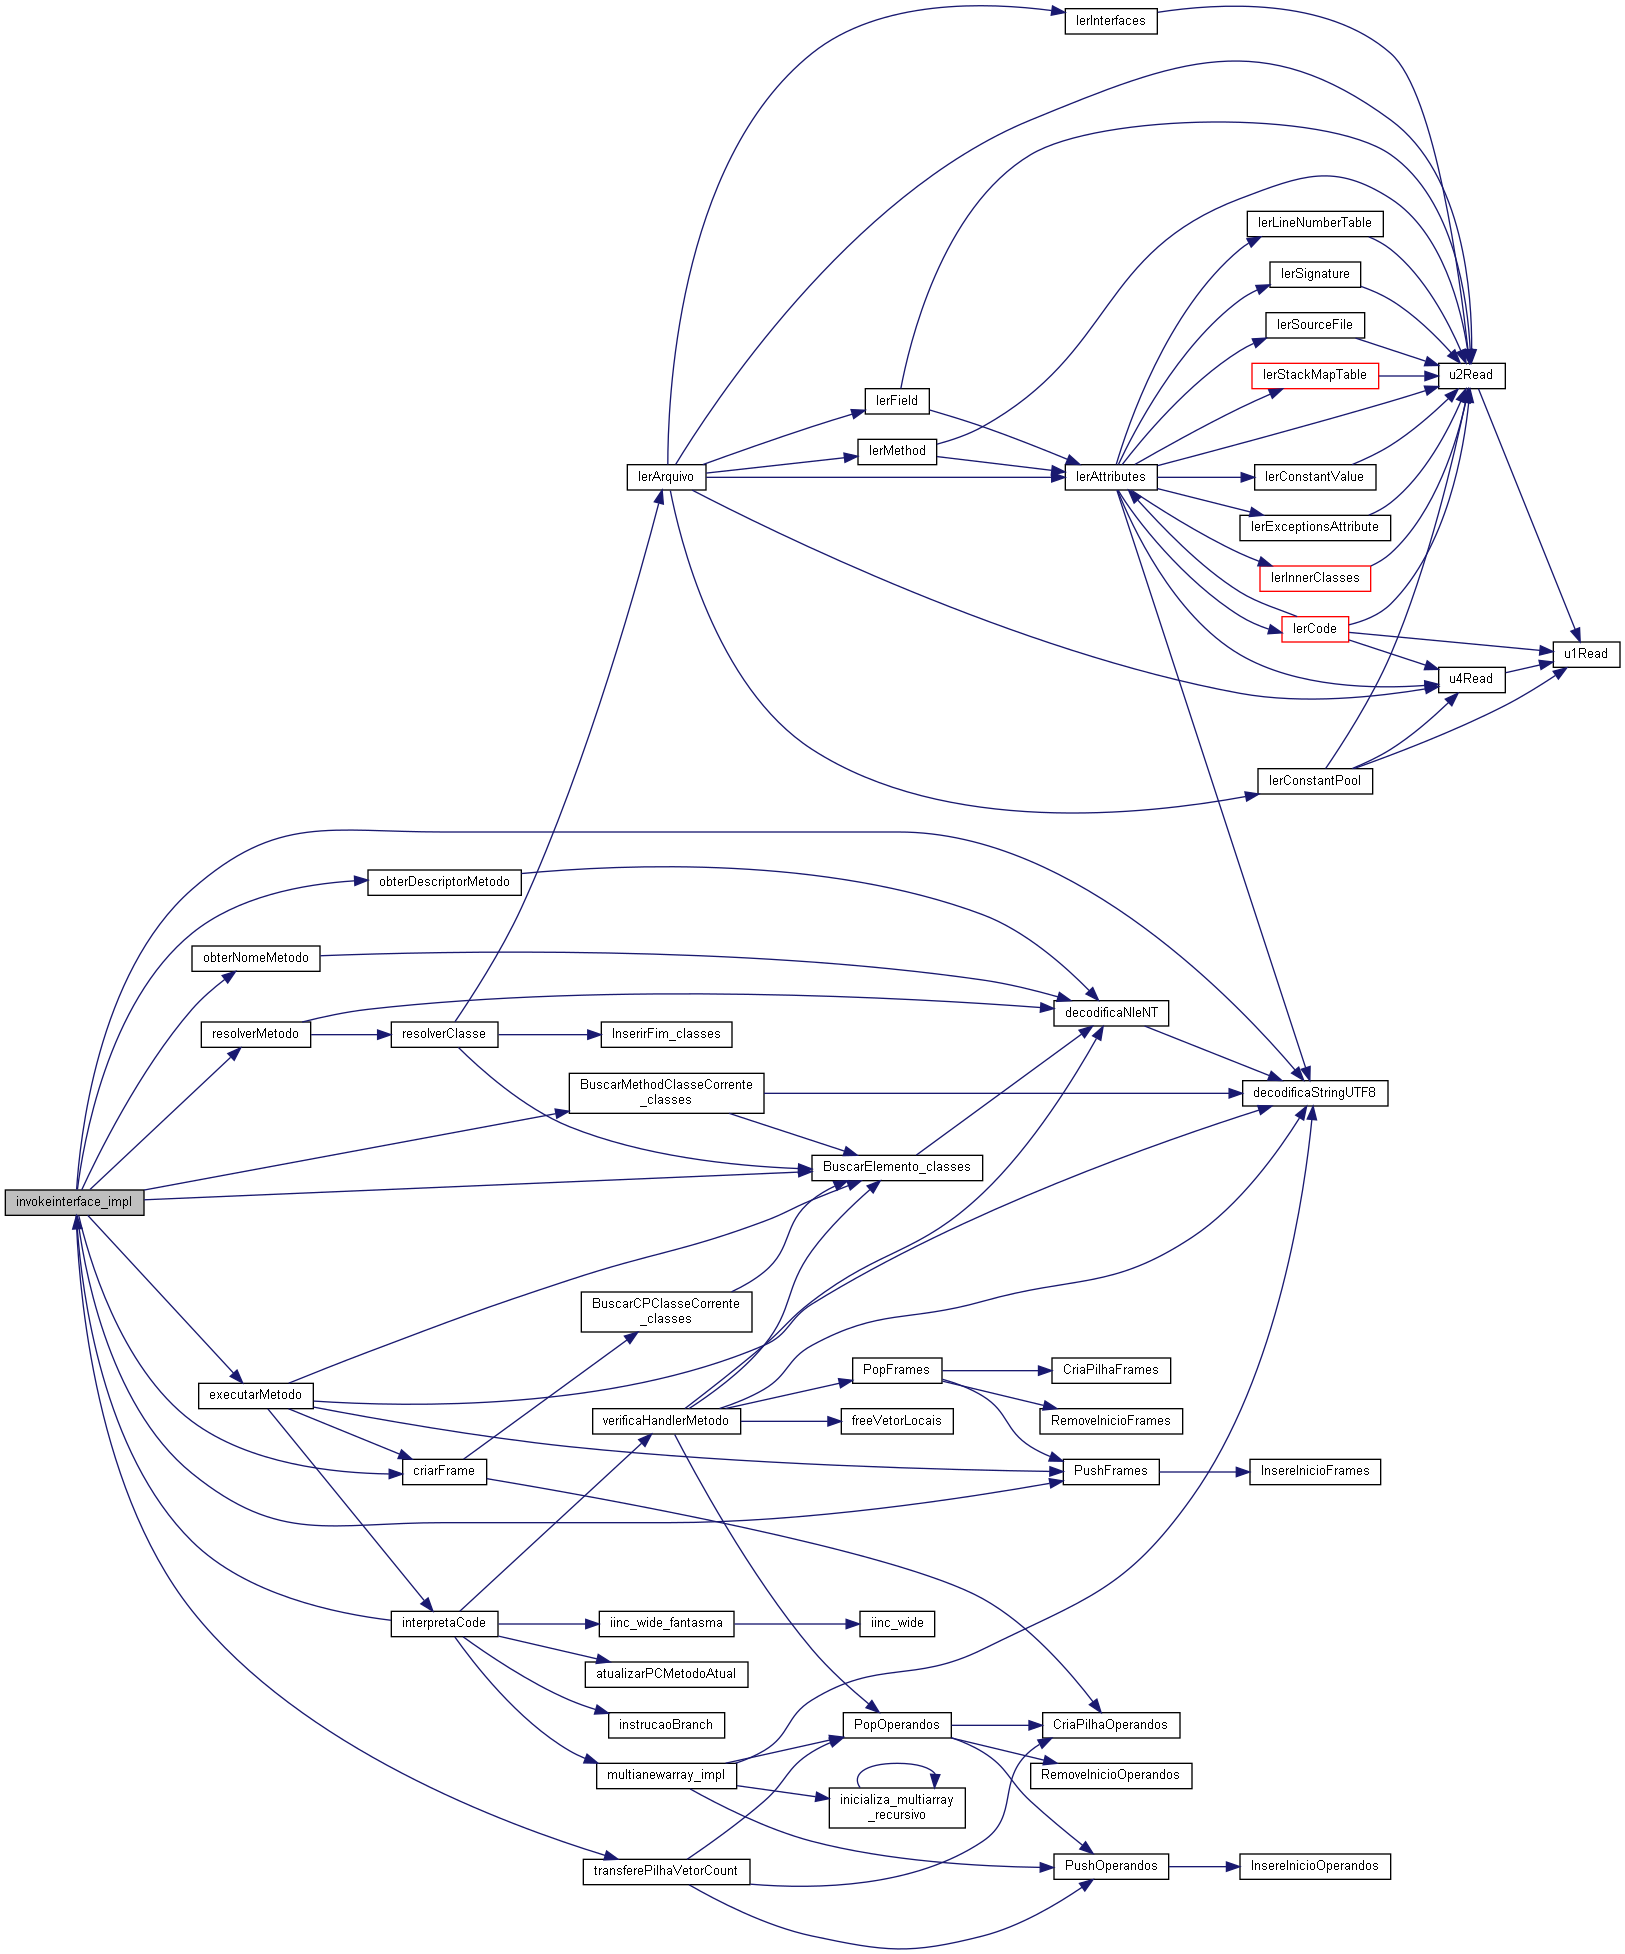 lerInterfaces
lerLineNumberTable
lerSignature
lerSourceFile
lerStackMapTable
u2Read
lerField
lerMethod
lerArquivo
lerAttributes
lerConstantValue
lerExceptionsAttribute
lerInnerClasses
lerCode
u1Read
u4Read
lerConstantPool
obterDescriptorMetodo
obterNomeMetodo
decodificaNIeNT
resolverMetodo
resolverClasse
InserirFim_classes
BuscarMethodClasseCorrente
_classes
decodificaStringUTF8
BuscarElemento_classes
invokeinterface_impl
BuscarCPClasseCorrente
_classes
PopFrames
CriaPilhaFrames
executarMetodo
verificaHandlerMetodo
freeVetorLocais
RemoveInicioFrames
criarFrame
PushFrames
InsereInicioFrames
interpretaCode
iinc_wide_fantasma
iinc_wide
atualizarPCMetodoAtual
instrucaoBranch
PopOperandos
CriaPilhaOperandos
multianewarray_impl
RemoveInicioOperandos
inicializa_multiarray
_recursivo
transferePilhaVetorCount
PushOperandos
InsereInicioOperandos